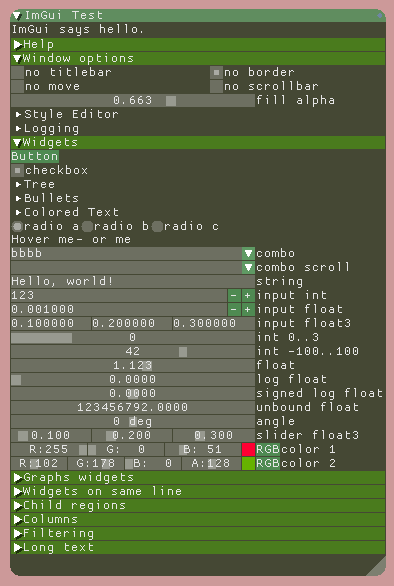 ImGui Test
ImGui says hello.
Help
Window options
no titlebar no border
no move no scrollbar
0.663 fill alpha
Style Editor
Logging
Widgets
Button
checkbox
Tree
Bullets
Colored Text
radio a radio b radio c
Hover me- or me
bbbb combo
combo scroll
Hello, world! string
123 - + input int
0.001000 - + input float
0.100000 0.200000 0.300000 input float3
0 int 0..3
42 int -100..100
1.123 float
0.0000 log float
0.0000 signed log float
123456792.0000 unbound float
0 deg angle
0.100 0.200 0.300 slider float3
R:255 G: 0 B: 51 RGB color 1
R:102 G:178 B: 0 A:128 RGB color 2
Graphs widgets
Widgets on same line
Child regions
Columns
Filtering
Long text